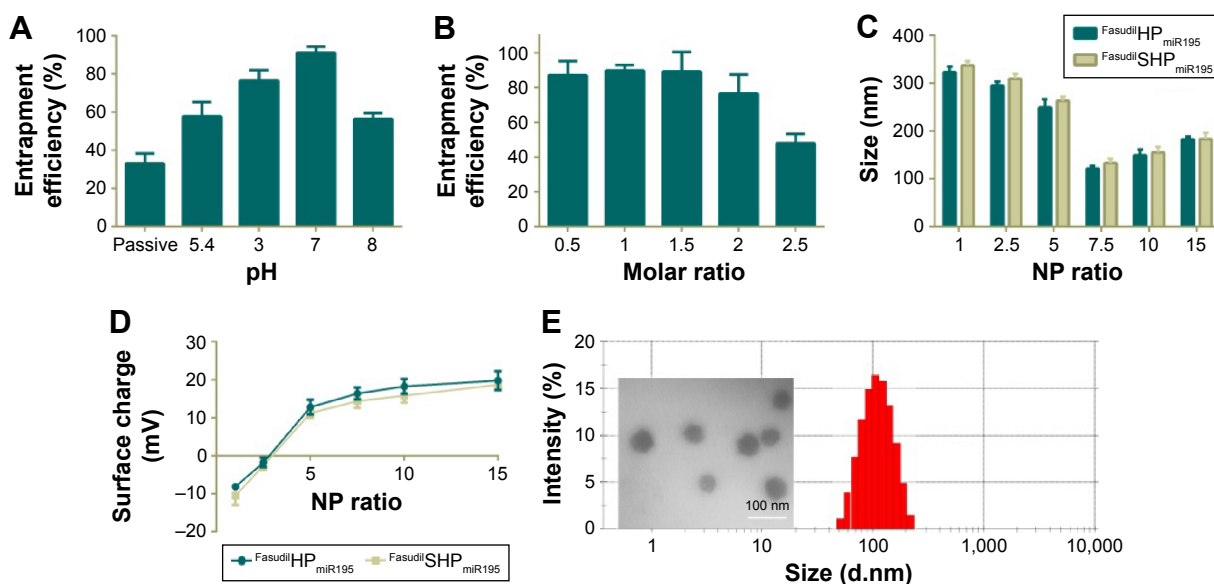 A
Entrapment
efficiency (%)
100
80
60
40
20
0
Passive 5.4 3 7 8
pH
B
Entrapment
efficiency (%)
100
80
60
40
20
0
0.5 1 1.5 2 2.5
Molar ratio
C
Size (nm)
400
300
200
100
0
1 2.5 5 7.5 10 15
NP ratio
FasudilHPmiR195
FasudilSHPmiR195
D
Surface charge
(mV)
30
20
10
0
–10
–20
5 10 15
NP ratio
FasudilHPmiR195 FasudilSHPmiR195
E
Intensity (%)
20
15
10
5
0
100 nm
1 10 100 1,000 10,000
Size (d.nm)